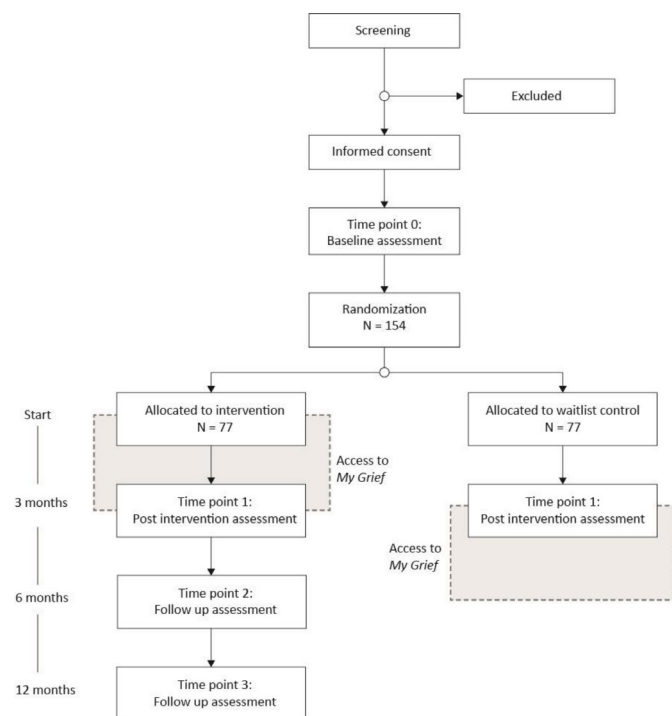 Screening
Excluded
Informed consent
Time point 0:
Baseline assessment
Randomization
N = 154
Start
Allocated to intervention
N = 77
Allocated to waitlist control
N = 77
Access to
My Grief
3 months
Time point 1:
Post intervention assessment
Time point 1:
Post intervention assessment
Access to
My Grief
6 months
Time point 2:
Follow up assessment
12 months
Time point 3:
Follow up assessment